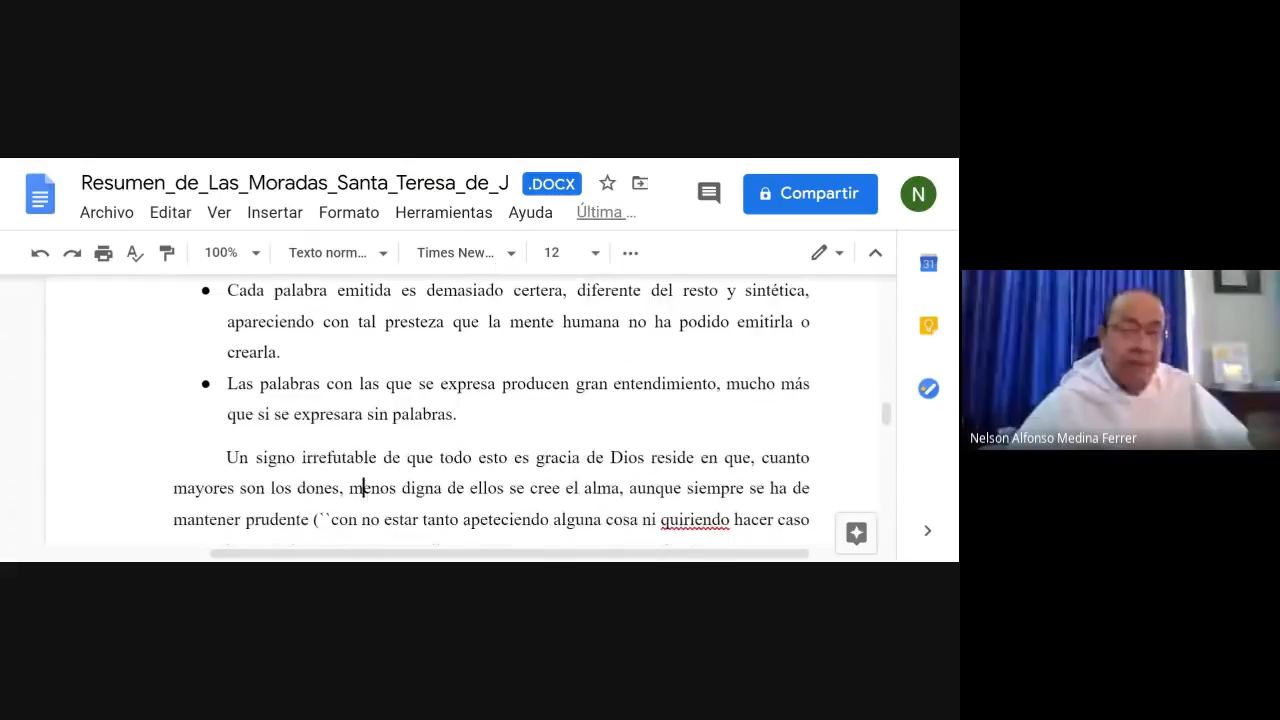 Resumen_de_Las_Moradas_Santa_Teresa_de_J .DOCX
Compartir N
Archivo Editar Ver Insertar Formato Herramientas Ayuda Última ...
100% Texto norm... Times New... 12
31
● Cada palabra emitida es demasiado certera, diferente del resto y sintética,
apareciendo con tal presteza que la mente humana no ha podido emitirla o
crearla.
● Las palabras con las que se expresa producen gran entendimiento, mucho más
que si se expresara sin palabras.
Un signo irrefutable de que todo esto es gracia de Dios reside en que, cuanto
mayores son los dones, menos digna de ellos se cree el alma, aunque siempre se ha de
mantener prudente (``con no estar tanto apeteciendo alguna cosa ni quiriendo hacer caso
Nelson Alfonso Medina Ferrer